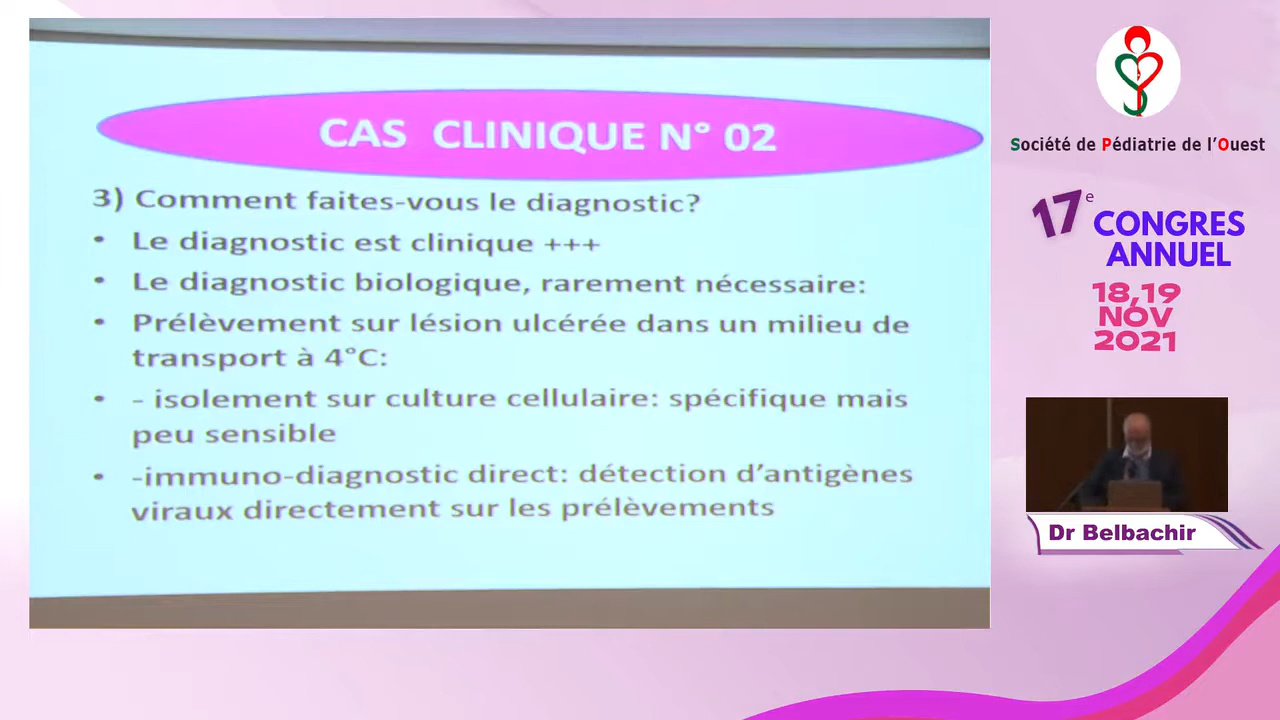 CAS CLINIQUE N° 02
3) Comment faites-vous le diagnostic?
• Le diagnostic est clinique +++
• Le diagnostic biologique, rarement nécessaire:
• Prélèvement sur lésion ulcérée dans un milieu de
transport à 4°C:
• - isolement sur culture cellulaire: spécifique mais
peu sensible
• -immuno-diagnostic direct: détection d'antigènes
viraux directement sur les prélèvements
Société de Pédiatrie de l'Ouest
17e
CONGRES
ANNUEL
18,19
NOV
2021
Dr Belbachir